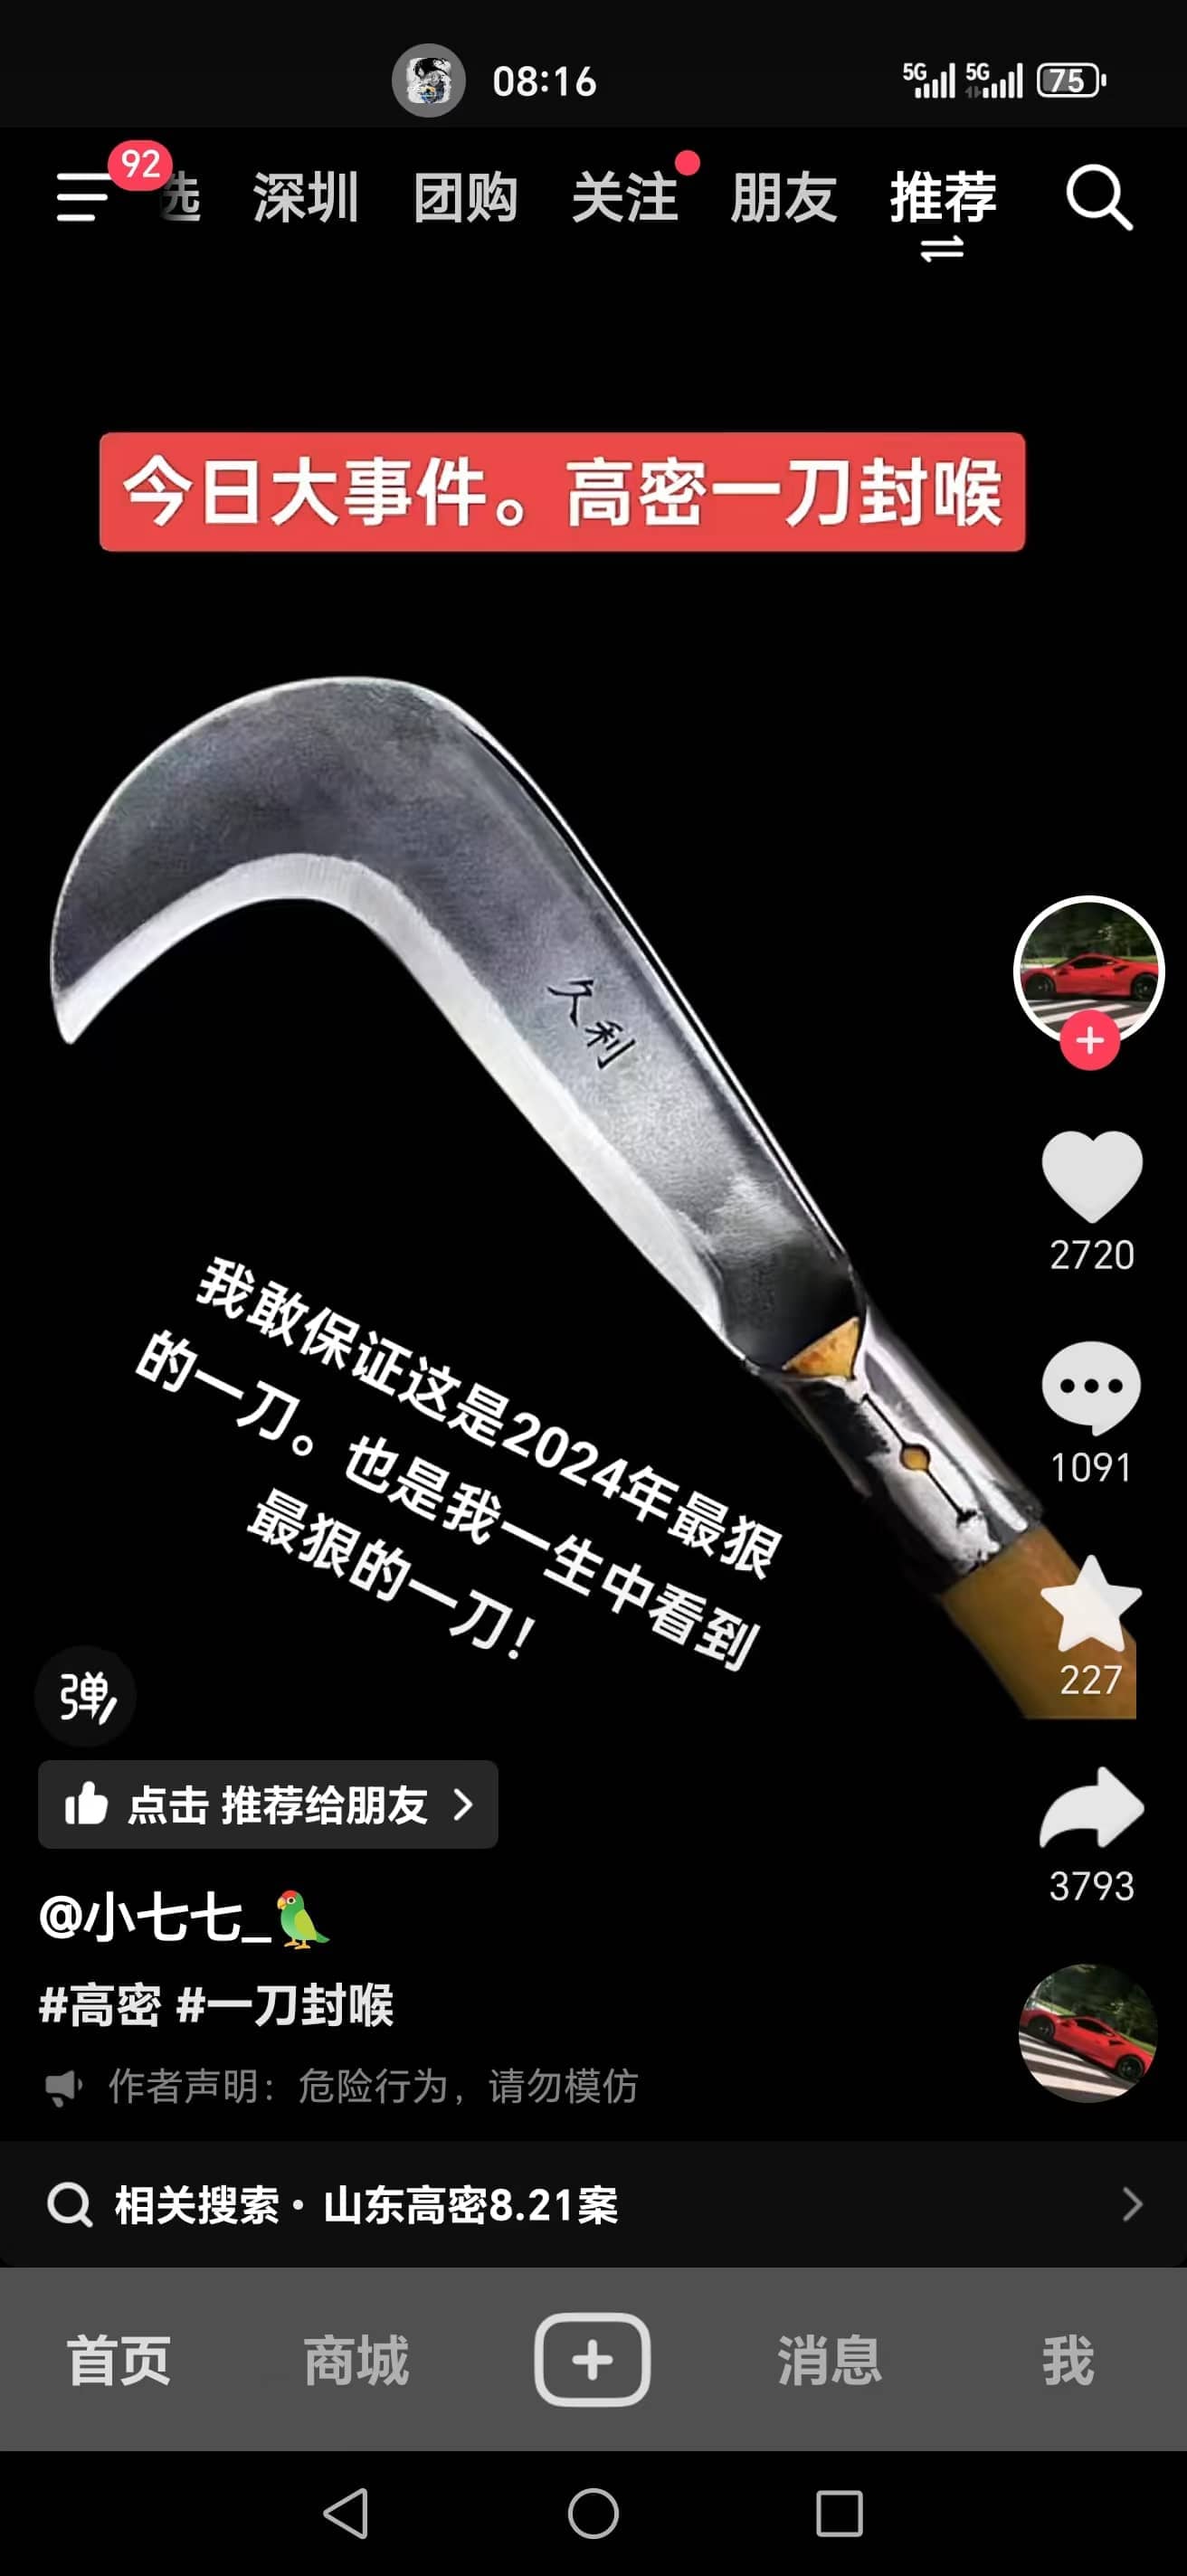 08:16
5G 5G 75
92
选 深圳 团购 关注 朋友 推荐
今日大事件。高密一刀封喉
久利
2720
1091
我敢保证这是2024年最狠
的一刀。也是我一生中看到
最狠的一刀！
227
弹
点击 推荐给朋友
3793
@小七七_
#高密 #一刀封喉
作者声明：危险行为，请勿模仿
相关搜索·山东高密8.21案
首页 商城 消息 我